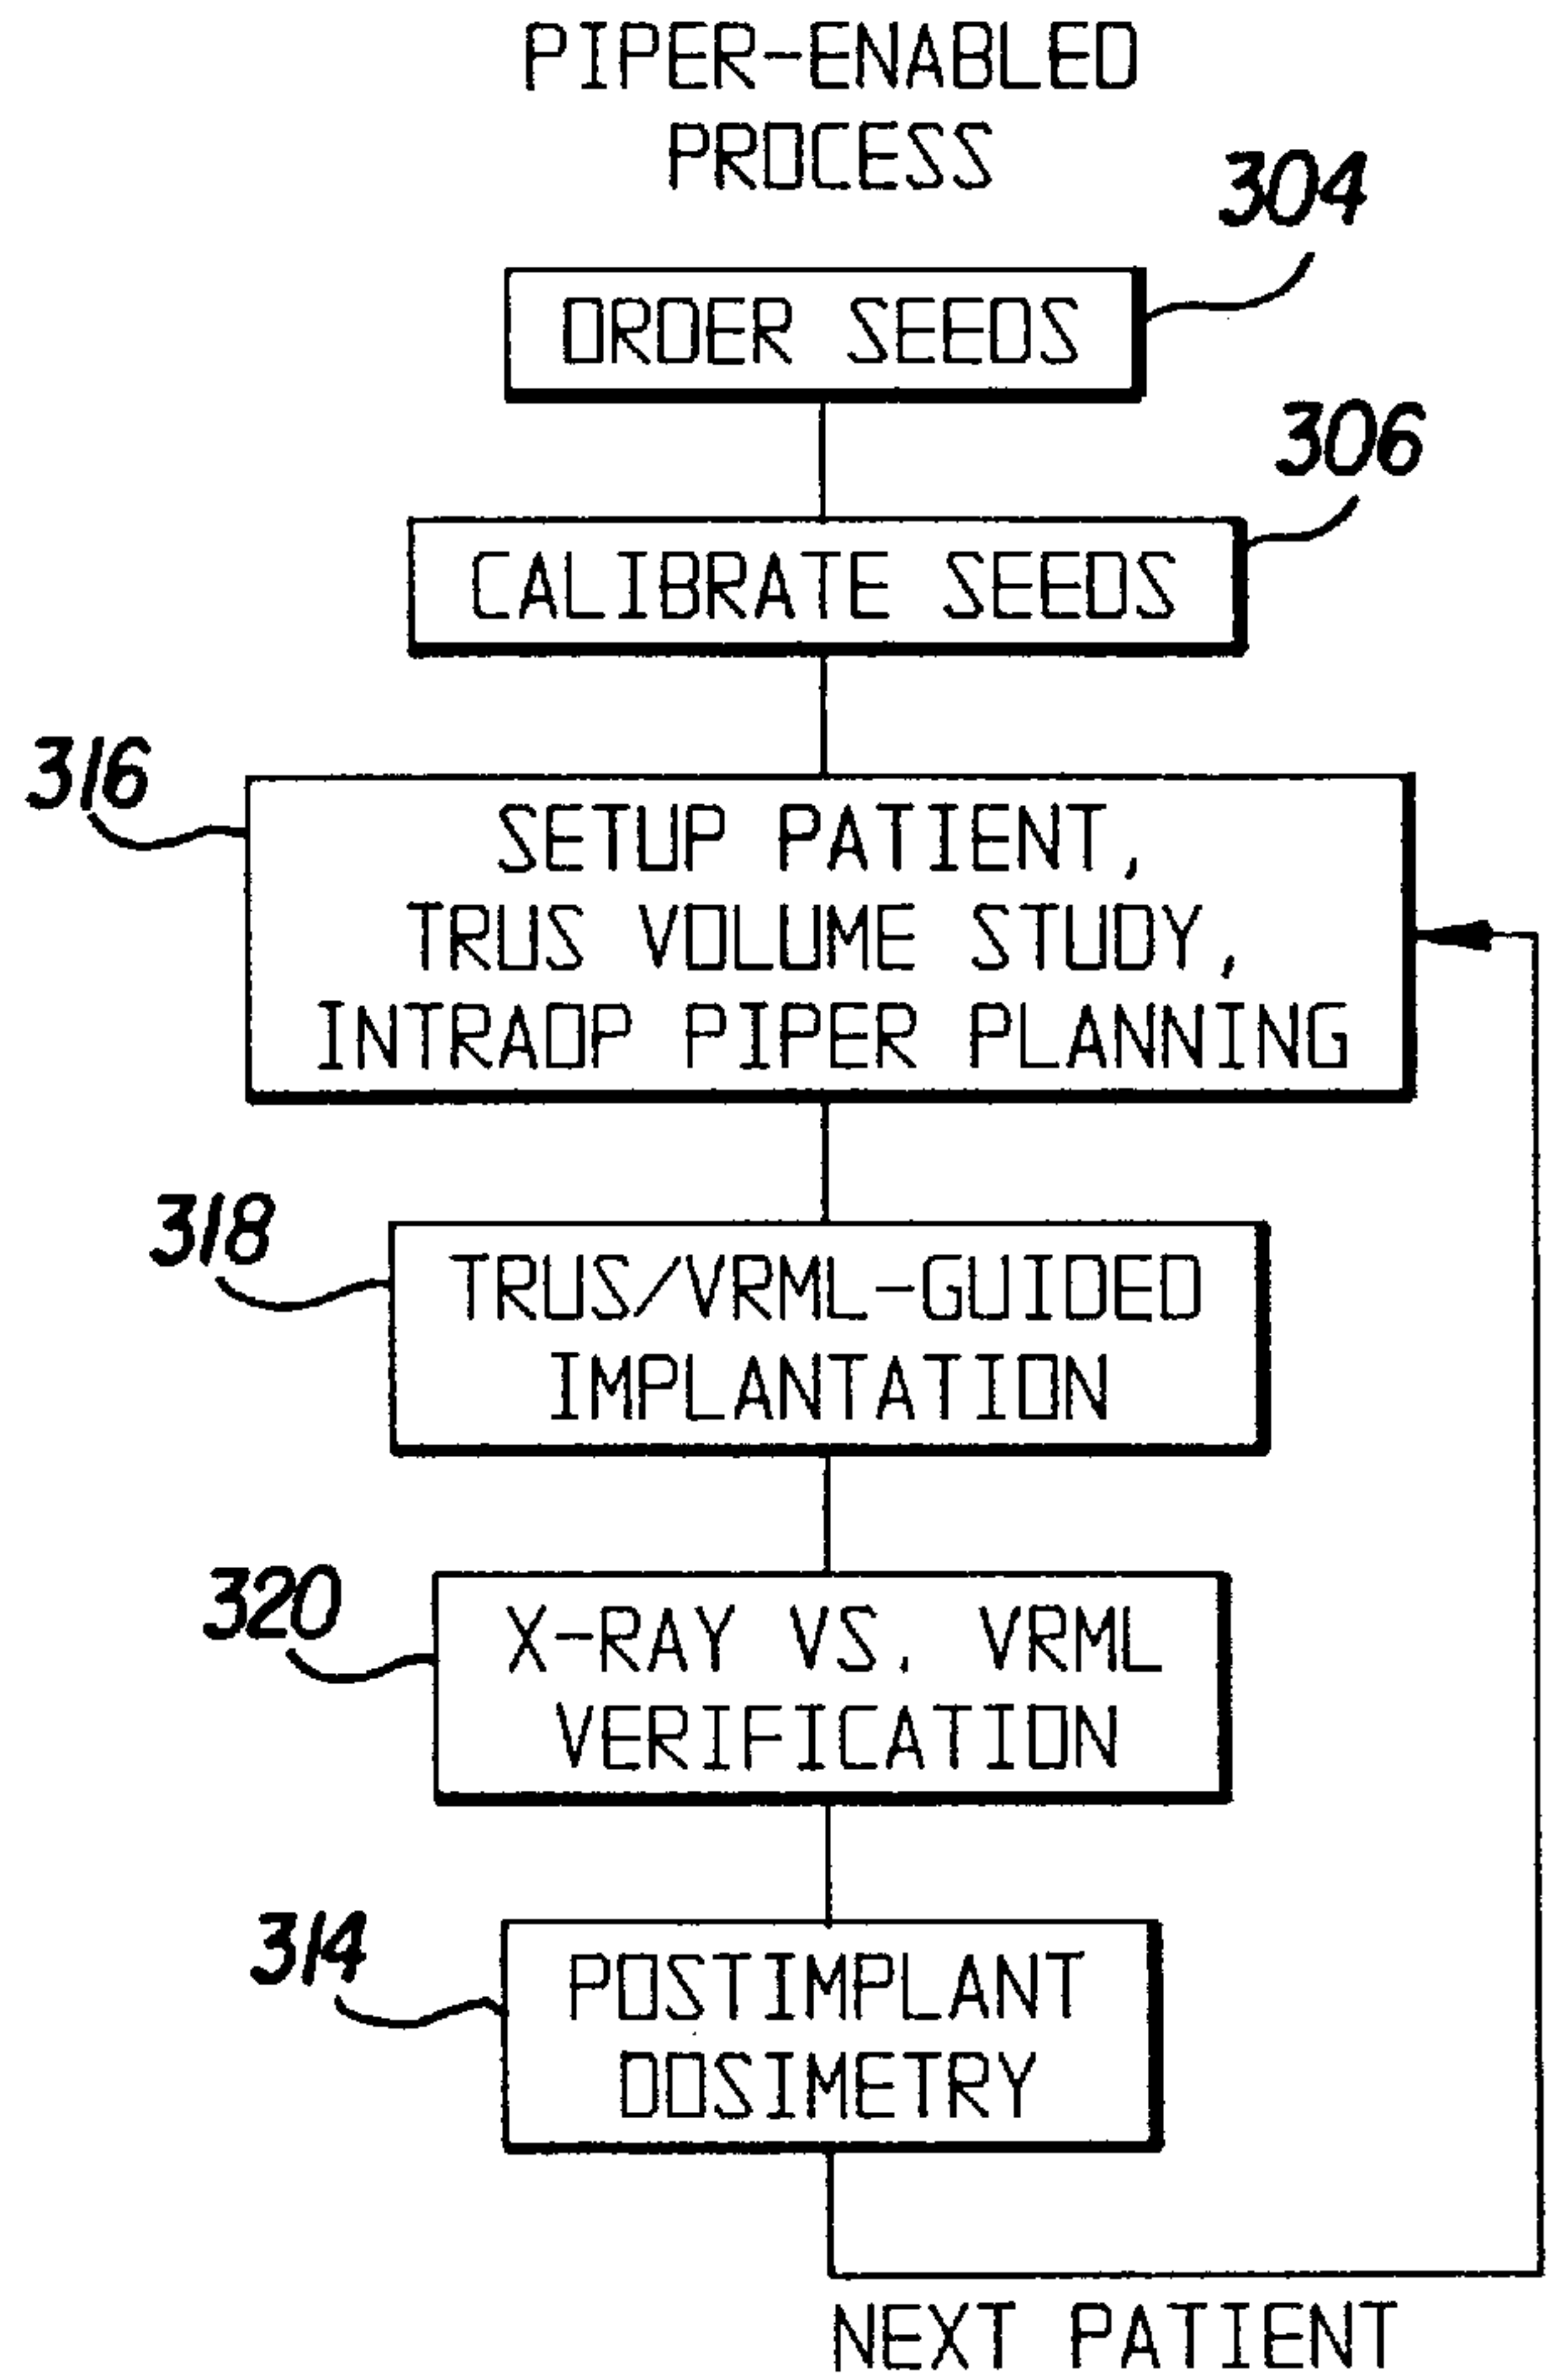 PIPER-ENABLED
PROCESS
304
ORDER SEEDS
306
CALIBRATE SEEDS
316
SETUP PATIENT,
TRUS VOLUME STUDY,
INTRAOP PIPER PLANNING
318
TRUS/VRML-GUIDED
IMPLANTATION
320
X-RAY VS. VRML
VERIFICATION
314
POSTIMPLANT
DOSIMETRY
NEXT PATIENT